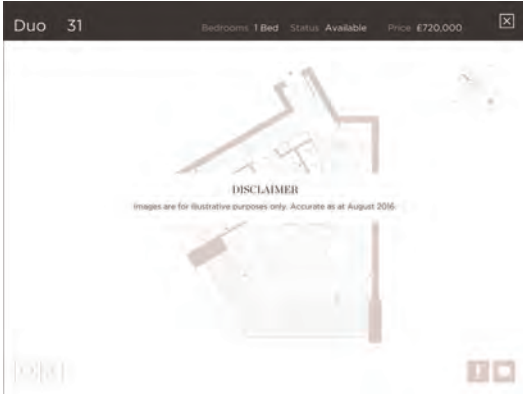 Duo 31 Bedrooms 1 Bed Status Available Price £720,000
DISCLAIMER
Images are for illustrative purposes only. Accurate as at August 2016.